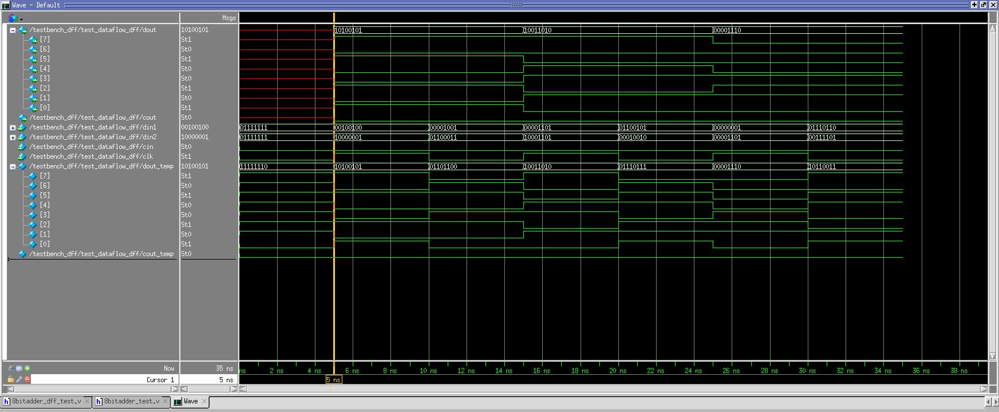 Wave - Default
Msgs
/testbench_dff/test_dataflow_dff/dout 10100101 10100101 10011010 00001110
[7] St1
[6] St0
[5] St1
[4] St0
[3] St0
[2] St1
[1] St0
[0] St1
/testbench_dff/test_dataflow_dff/cout St0
/testbench_dff/test_dataflow_dff/din1 00100100 01111111 00100100 00001001 00001101 01100101 00000001 01110110
/testbench_dff/test_dataflow_dff/din2 10000001 01111111 10000001 01100011 10001101 00010010 00001101 00111101
/testbench_dff/test_dataflow_dff/cin St0
/testbench_dff/test_dataflow_dff/clk St1
/testbench_dff/test_dataflow_dff/dout_temp 10100101 11111110 10100101 01101100 10011010 01110111 00001110 10110011
[7] St1
[6] St0
[5] St1
[4] St0
[3] St0
[2] St1
[1] St0
[0] St1
/testbench_dff/test_dataflow_dff/cout_temp St0
Now 35 ns ns 2 ns 4 ns 6 ns 8 ns 10 ns 12 ns 14 ns 16 ns 18 ns 20 ns 22 ns 24 ns 26 ns 28 ns 30 ns 32 ns 34 ns 36 ns 38 ns
Cursor 1 5 ns 5 ns
8bitadder_dff_test.v 8bitadder_test.v Wave